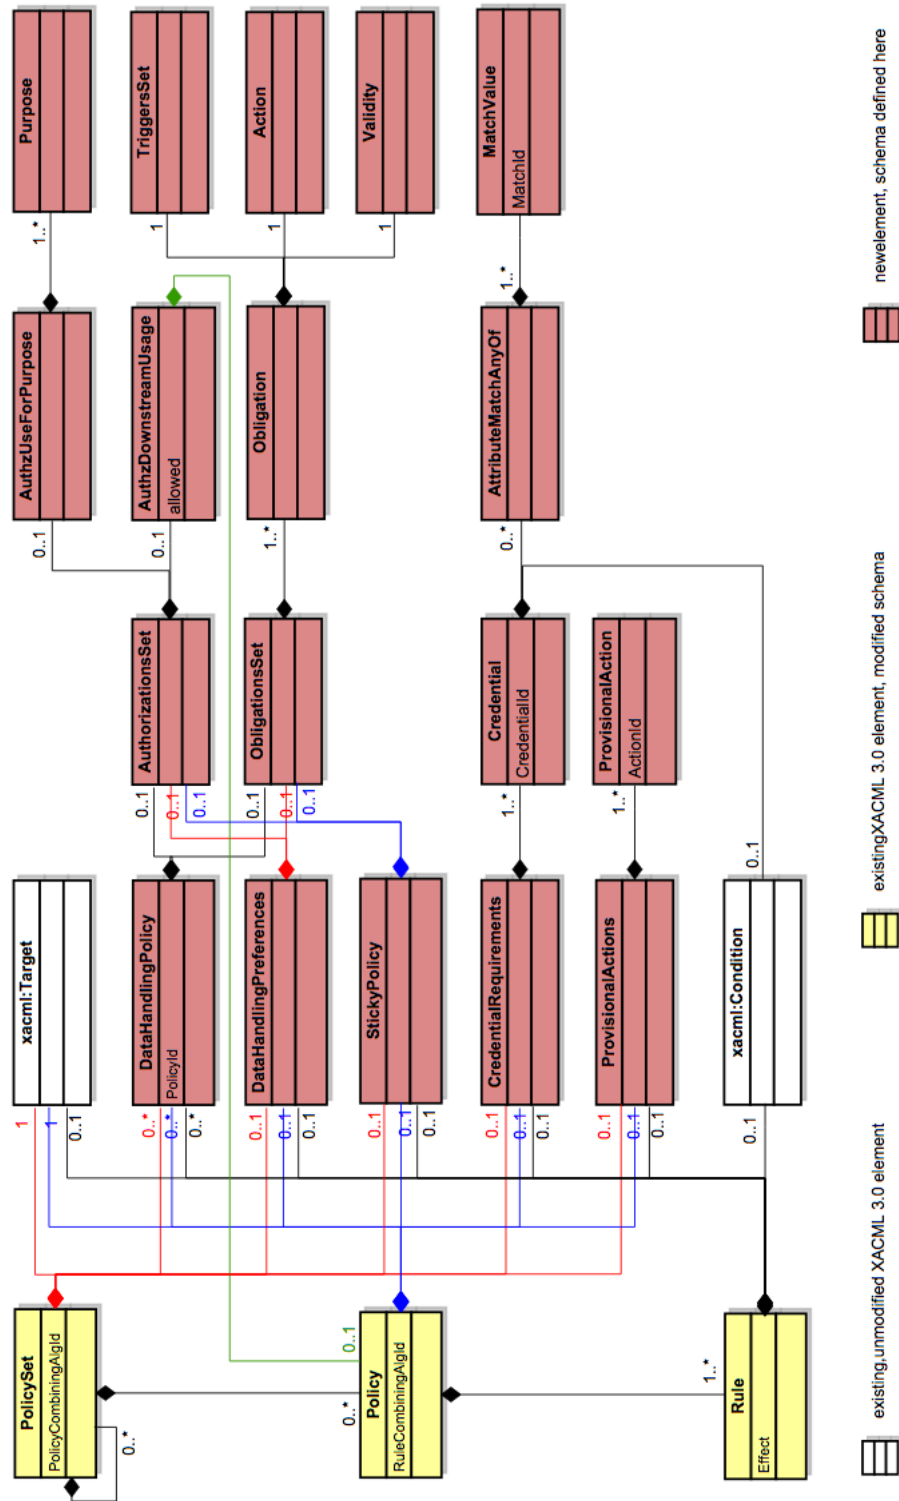 PolicySet
PolicyCombiningAlgId
0..*
1
1
0..1
xacml:Target
0..1
AuthzUseForPurpose
1..*
Purpose
0..*
0..*
0..*
DataHandlingPolicy
PolicyId
0..1
0..1
0..1
AuthorizationsSet
0..1
AuthzDownstreamUsage
allowed
1
TriggersSet
0..1
0..1
0..1
DataHandlingPreferences
0..1
0..1
0..1
ObligationsSet
1..*
Obligation
1
Action
0..*
0..1
Policy
RuleCombiningAlgId
0..1
0..1
0..1
StickyPolicy
1
Validity
0..1
0..1
0..1
CredentialRequirements
1..*
Credential
CredentialId
0..*
AttributeMatchAnyOf
1..*
MatchValue
MatchId
0..1
0..1
0..1
ProvisionalActions
1..*
ProvisionalAction
ActionId
1..*
Rule
Effect
0..1
xacml:Condition
0..1
existing,unmodified XACML 3.0 element
existingXACML 3.0 element, modified schema
newelement, schema defined here